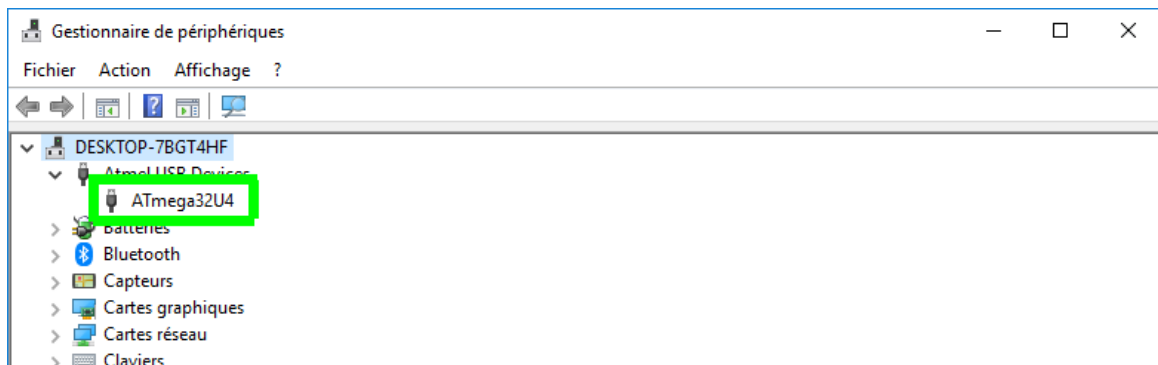 Gestionnaire de périphériques
Fichier Action Affichage ?
DESKTOP-7BGT4HF
Atmel USB Devices
ATmega32U4
Batteries
Bluetooth
Capteurs
Cartes graphiques
Cartes réseau
Claviers